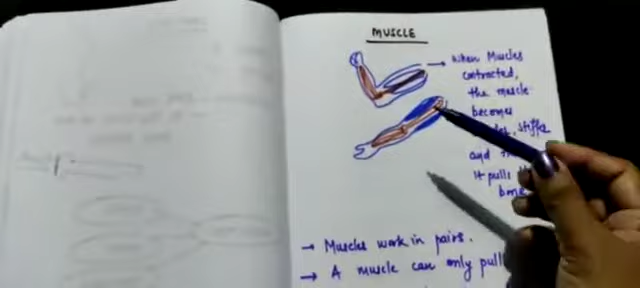 MUSCLE
→ When Muscles
contracted,
the muscle
becomes
, stiffer
and
It pulls
bone
→ Muscles work in pairs.
→ A muscle can only pull